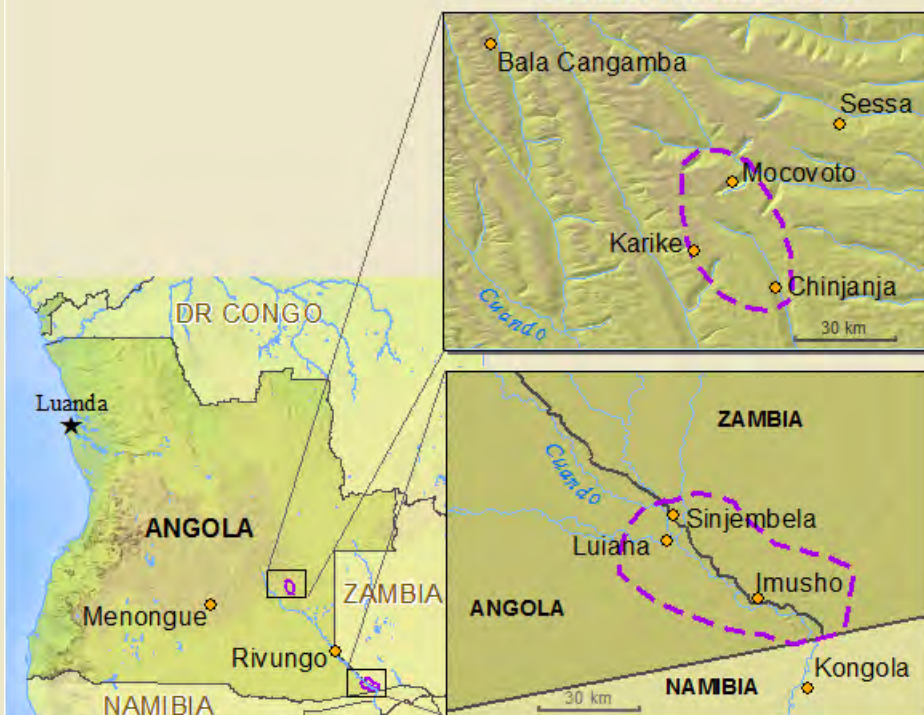 DR CONGO
Luanda
ANGOLA
Menongue
ZAMBIA
Rivungo
NAMIBIA
Bala Cangamba
Sessa
Mocovoto
Karike
Chinjanja
Cuando
30 km
ZAMBIA
Cuando
Sinjembela
Luiaha
Imusho
ANGOLA
Kongola
NAMIBIA
30 km